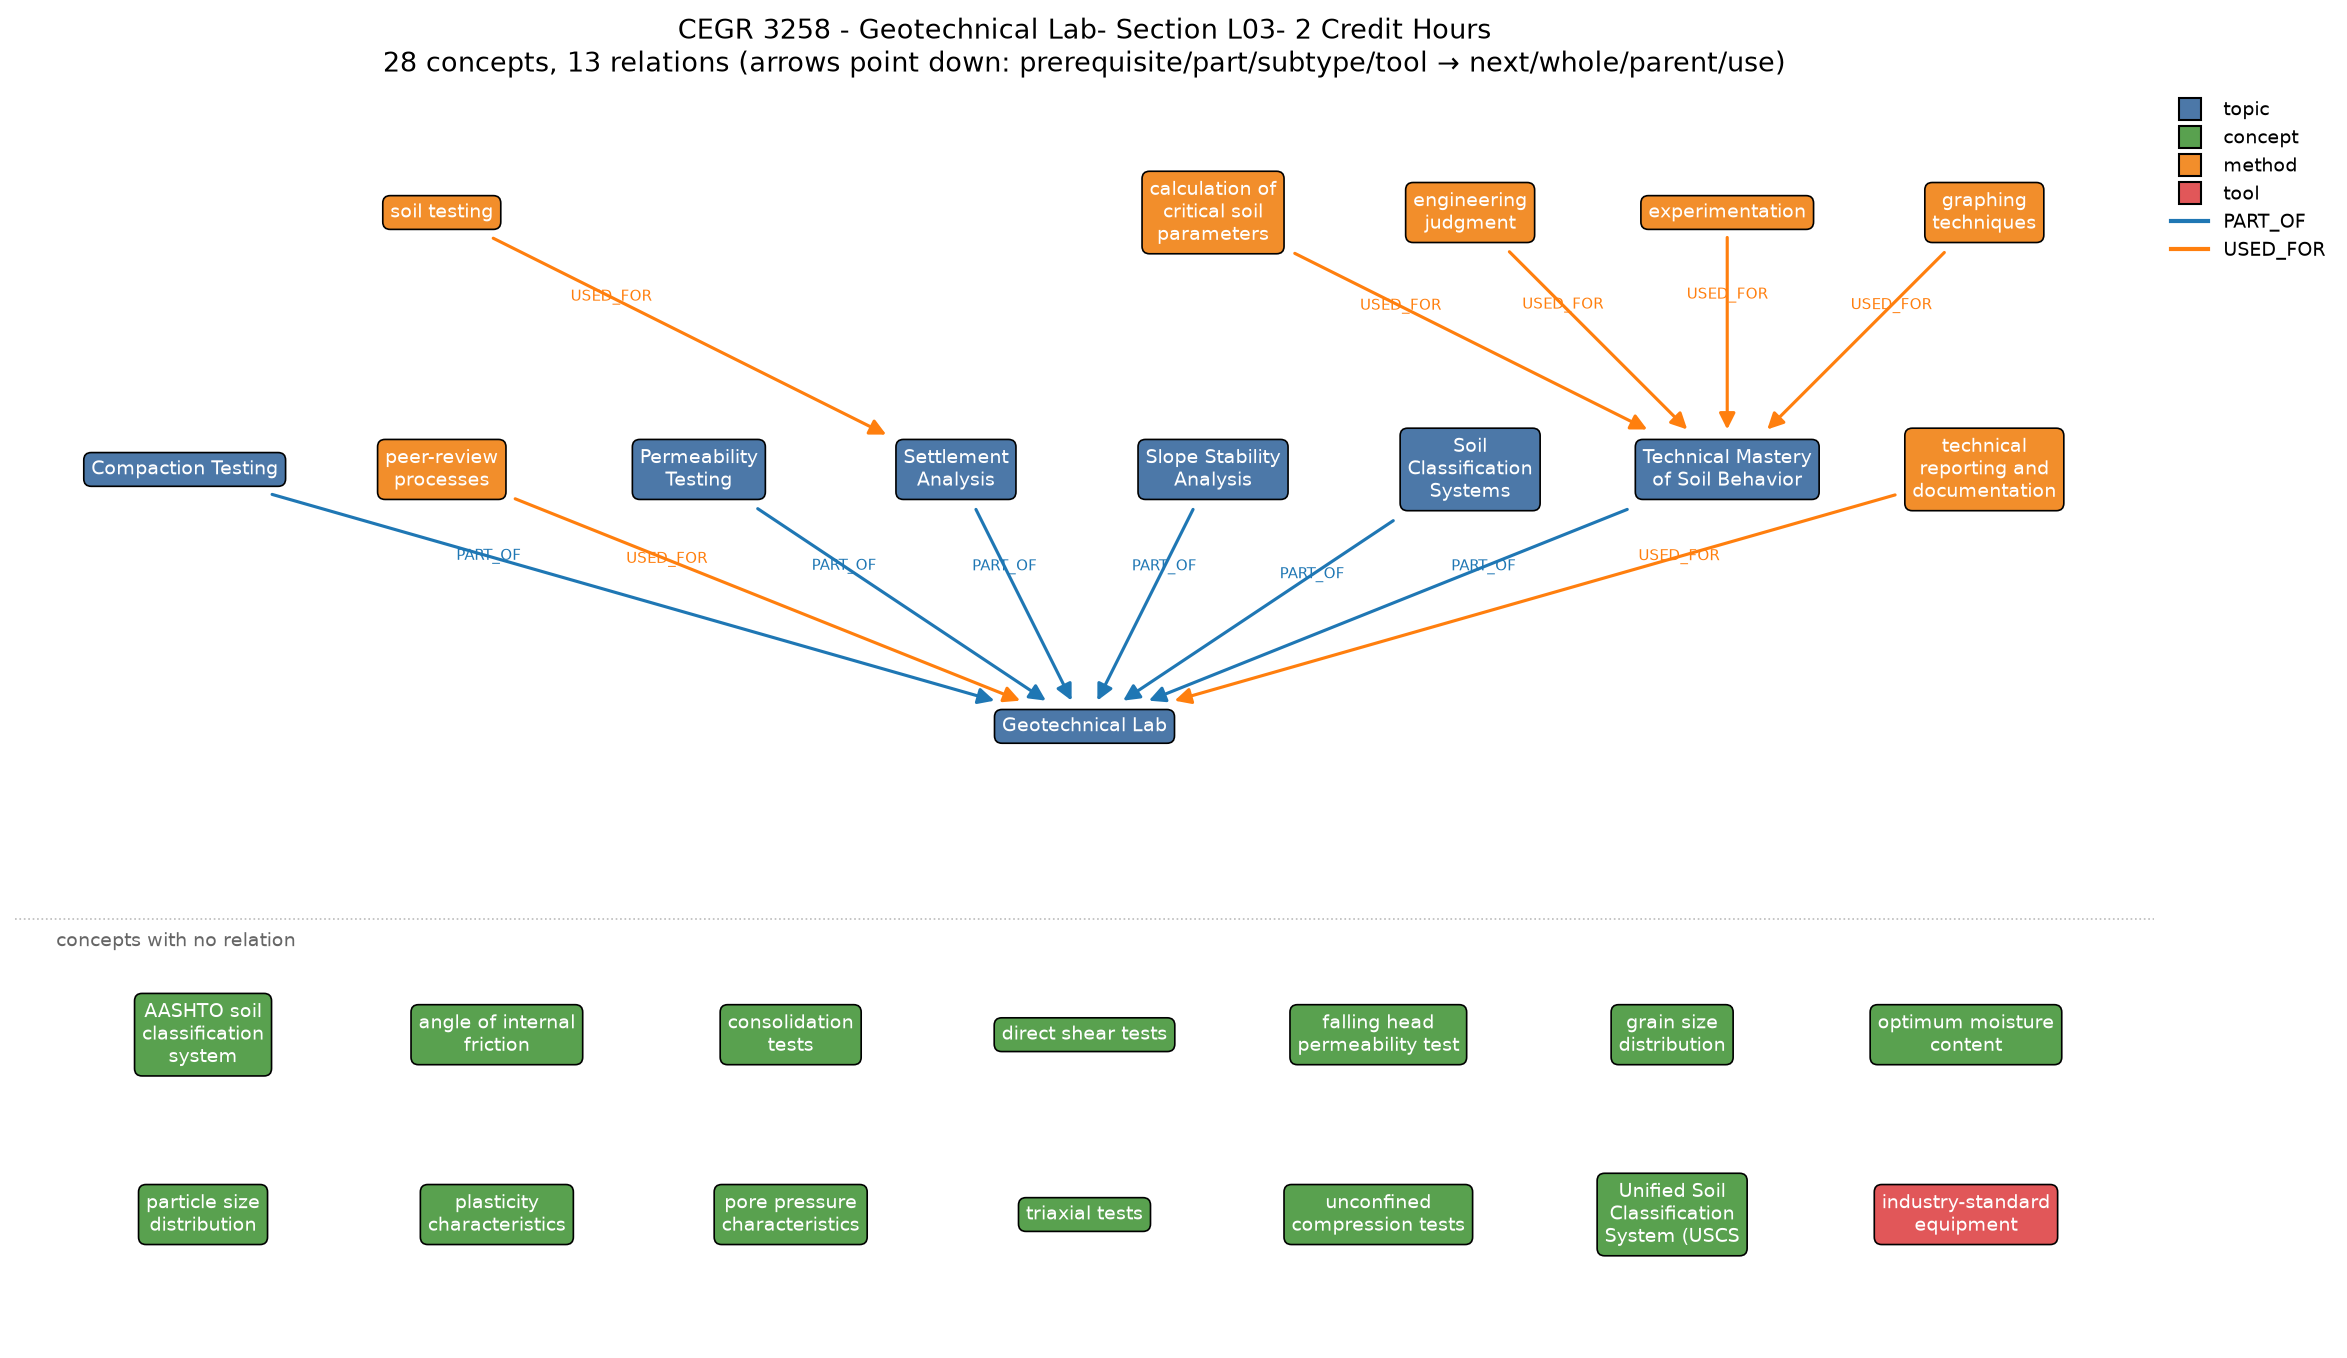 CEGR 3258 - Geotechnical Lab- Section L03- 2 Credit Hours
28 concepts, 13 relations (arrows point down: prerequisite/part/subtype/tool → next/whole/parent/use)
topic
concept
method
tool
PART_OF
USED_FOR
soil testing
calculation of
critical soil
parameters
engineering
judgment
experimentation
graphing
techniques
USED_FOR
USED_FOR
USED_FOR
USED_FOR
USED_FOR
Compaction Testing
peer-review
processes
Permeability
Testing
Settlement
Analysis
Slope Stability
Analysis
Soil
Classification
Systems
Technical Mastery
of Soil Behavior
technical
reporting and
documentation
PART_OF
USED_FOR
PART_OF
PART_OF
PART_OF
PART_OF
PART_OF
USED_FOR
Geotechnical Lab
concepts with no relation
AASHTO soil
classification
system
angle of internal
friction
consolidation
tests
direct shear tests
falling head
permeability test
grain size
distribution
optimum moisture
content
particle size
distribution
plasticity
characteristics
pore pressure
characteristics
triaxial tests
unconfined
compression tests
Unified Soil
Classification
System (USCS
industry-standard
equipment